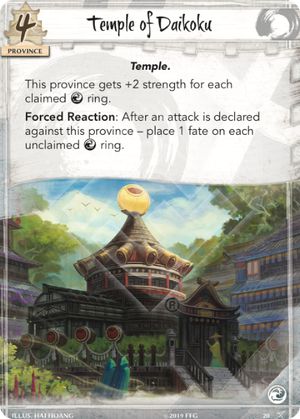 4
Temple of Daikoku
PROVINCE
Temple.
This province gets +2 strength for each
claimed ring.
Forced Reaction: After an attack is declared
against this province – place 1 fate on each
unclaimed ring.
ILLUS: HAI HOANG
© 2019 FFG